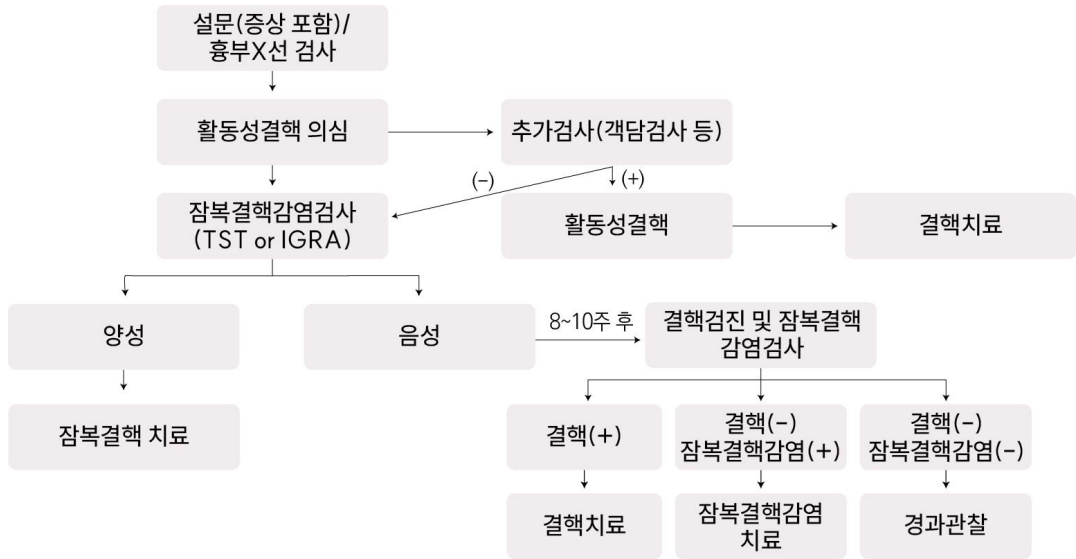 설문(증상 포함)/
흉부X선 검사
활동성결핵 의심
추가검사(객담검사 등)
(-)
(+)
잠복결핵감염검사
(TST or IGRA)
활동성결핵
결핵치료
양성
음성
8~10주 후
결핵검진 및 잠복결핵
감염검사
잠복결핵 치료
결핵(+)
결핵(-)
잠복결핵감염(+)
결핵(-)
잠복결핵감염(-)
결핵치료
잠복결핵감염
치료
경과관찰